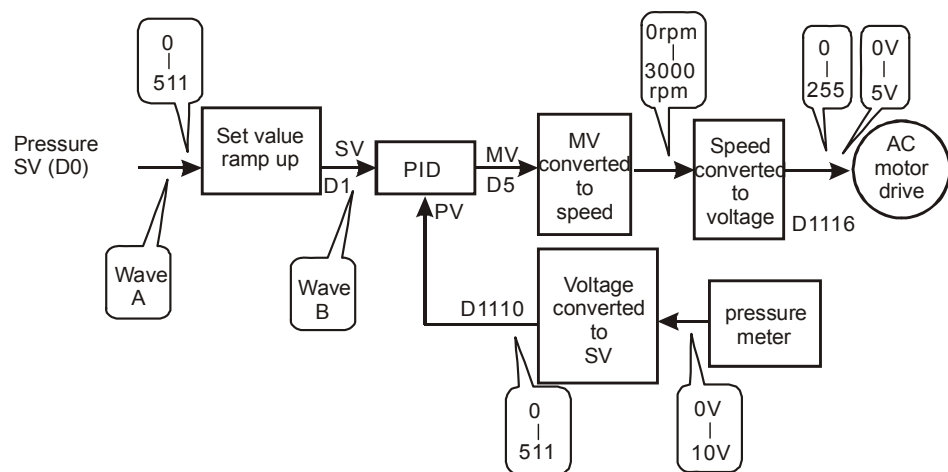 0
|
511
Pressure
SV (D0)
Set value
ramp up
Wave
A
SV
D1
Wave
B
PID
PV
MV
D5
MV
converted
to
speed
0rpm
|
3000
rpm
Speed
converted
to
voltage
0
|
255
0V
|
5V
D1116
AC
motor
drive
D1110
0
|
511
Voltage
converted
to
SV
0V
|
10V
pressure
meter